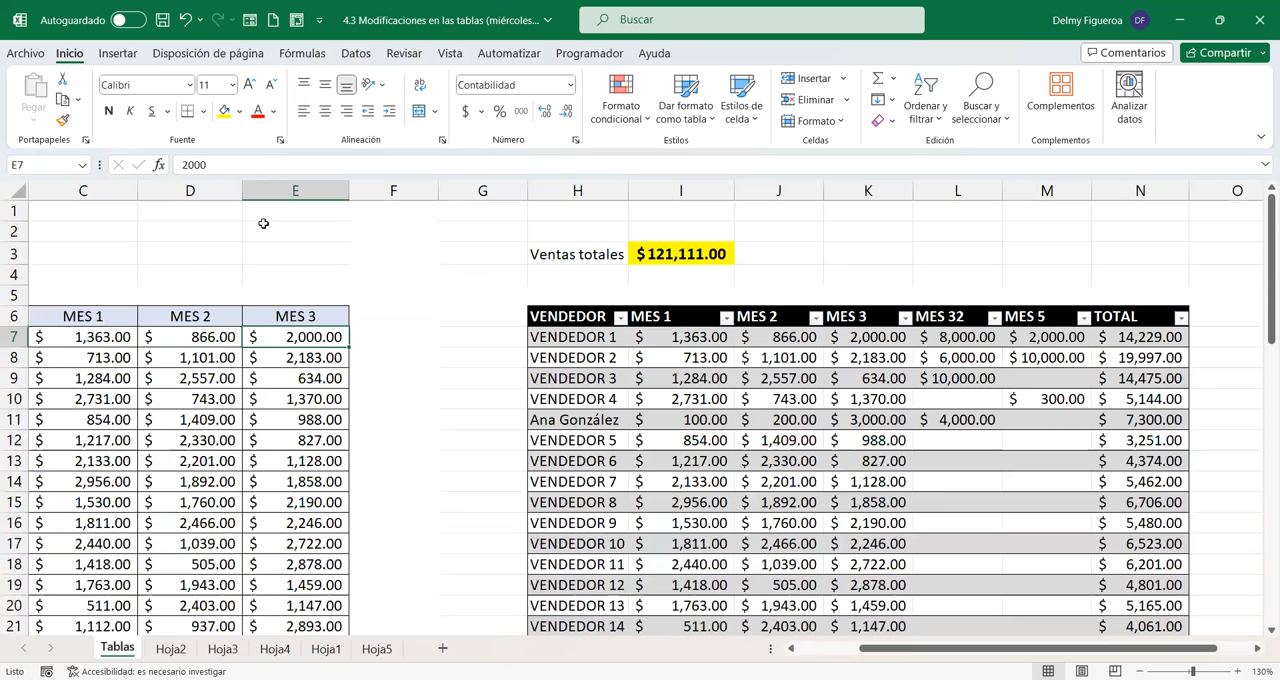 Autoguardado 4.3 Modificaciones en las tablas (miércoles... Buscar Delmy Figueroa DF
Archivo Inicio Insertar Disposición de página Fórmulas Datos Revisar Vista Automatizar Programador Ayuda Comentarios Compartir
Pegar Calibri 11 Contabilidad Formato condicional Dar formato como tabla Estilos de celda Insertar Eliminar Formato Ordenar y filtrar Buscar y seleccionar Complementos Analizar datos
N K S $ % 000
Portapapeles Fuente Alineación Número Estilos Celdas Edición Complementos
E7 fx 2000
C D E F G H I J K L M N O
1
2
3 Ventas totales $121,111.00
4
5
6 MES 1 MES 2 MES 3 VENDEDOR MES 1 MES 2 MES 3 MES 32 MES 5 TOTAL
7 $ 1,363.00 $ 866.00 $ 2,000.00 VENDEDOR 1 $ 1,363.00 $ 866.00 $ 2,000.00 $ 8,000.00 $ 2,000.00 $ 14,229.00
8 $ 713.00 $ 1,101.00 $ 2,183.00 VENDEDOR 2 $ 713.00 $ 1,101.00 $ 2,183.00 $ 6,000.00 $ 10,000.00 $ 19,997.00
9 $ 1,284.00 $ 2,557.00 $ 634.00 VENDEDOR 3 $ 1,284.00 $ 2,557.00 $ 634.00 $ 10,000.00 $ 14,475.00
10 $ 2,731.00 $ 743.00 $ 1,370.00 VENDEDOR 4 $ 2,731.00 $ 743.00 $ 1,370.00 $ 300.00 $ 5,144.00
11 $ 854.00 $ 1,409.00 $ 988.00 Ana González $ 100.00 $ 200.00 $ 3,000.00 $ 4,000.00 $ 7,300.00
12 $ 1,217.00 $ 2,330.00 $ 827.00 VENDEDOR 5 $ 854.00 $ 1,409.00 $ 988.00 $ 3,251.00
13 $ 2,133.00 $ 2,201.00 $ 1,128.00 VENDEDOR 6 $ 1,217.00 $ 2,330.00 $ 827.00 $ 4,374.00
14 $ 2,956.00 $ 1,892.00 $ 1,858.00 VENDEDOR 7 $ 2,133.00 $ 2,201.00 $ 1,128.00 $ 5,462.00
15 $ 1,530.00 $ 1,760.00 $ 2,190.00 VENDEDOR 8 $ 2,956.00 $ 1,892.00 $ 1,858.00 $ 6,706.00
16 $ 1,811.00 $ 2,466.00 $ 2,246.00 VENDEDOR 9 $ 1,530.00 $ 1,760.00 $ 2,190.00 $ 5,480.00
17 $ 2,440.00 $ 1,039.00 $ 2,722.00 VENDEDOR 10 $ 1,811.00 $ 2,466.00 $ 2,246.00 $ 6,523.00
18 $ 1,418.00 $ 505.00 $ 2,878.00 VENDEDOR 11 $ 2,440.00 $ 1,039.00 $ 2,722.00 $ 6,201.00
19 $ 1,763.00 $ 1,943.00 $ 1,459.00 VENDEDOR 12 $ 1,418.00 $ 505.00 $ 2,878.00 $ 4,801.00
20 $ 511.00 $ 2,403.00 $ 1,147.00 VENDEDOR 13 $ 1,763.00 $ 1,943.00 $ 1,459.00 $ 5,165.00
21 $ 1,112.00 $ 937.00 $ 2,893.00 VENDEDOR 14 $ 511.00 $ 2,403.00 $ 1,147.00 $ 4,061.00
Tablas Hoja2 Hoja3 Hoja4 Hoja1 Hoja5
Listo Accesibilidad: es necesario investigar 130%